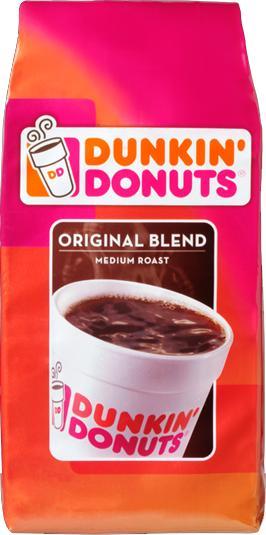 DD
DUNKIN'
DONUTS®
ORIGINAL BLEND
MEDIUM ROAST
DUNKIN'
DONUTS